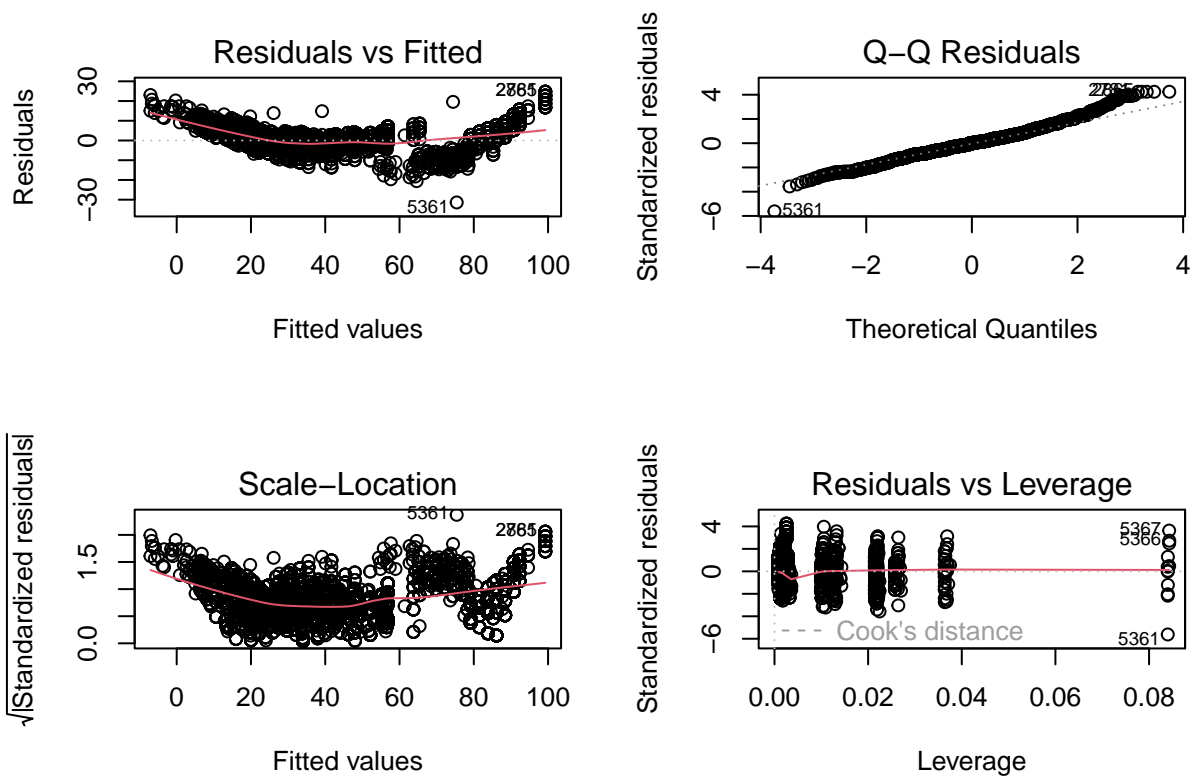 Residuals vs Fitted
Residuals
30
0
−30
0 20 40 60 80 100
Fitted values
5361
Q−Q Residuals
Standardized residuals
4
0
−6
−4 −2 0 2 4
Theoretical Quantiles
5361
Scale−Location
√|Standardized residuals|
1.5
0.0
0 20 40 60 80 100
Fitted values
5361
Residuals vs Leverage
Standardized residuals
4
0
−6
0.00 0.02 0.04 0.06 0.08
Leverage
Cook's distance
5367
5366
5361